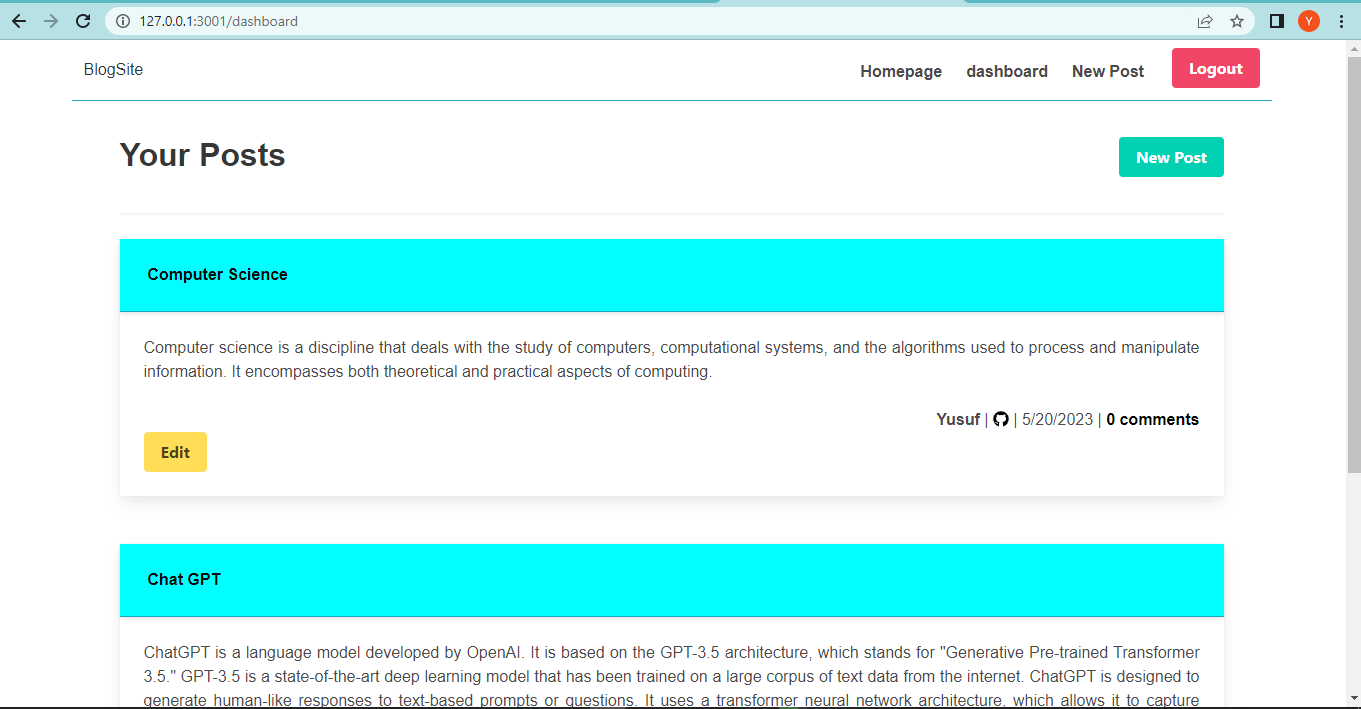 127.0.0.1:3001/dashboard
Y
BlogSite
Homepage dashboard New Post Logout
Your Posts
New Post
Computer Science
Computer science is a discipline that deals with the study of computers, computational systems, and the algorithms used to process and manipulate
information. It encompasses both theoretical and practical aspects of computing.
Yusuf | | 5/20/2023 | 0 comments
Edit
Chat GPT
ChatGPT is a language model developed by OpenAI. It is based on the GPT-3.5 architecture, which stands for "Generative Pre-trained Transformer
3.5." GPT-3.5 is a state-of-the-art deep learning model that has been trained on a large corpus of text data from the internet. ChatGPT is designed to
generate human-like responses to text-based prompts or questions. It uses a transformer neural network architecture, which allows it to capture